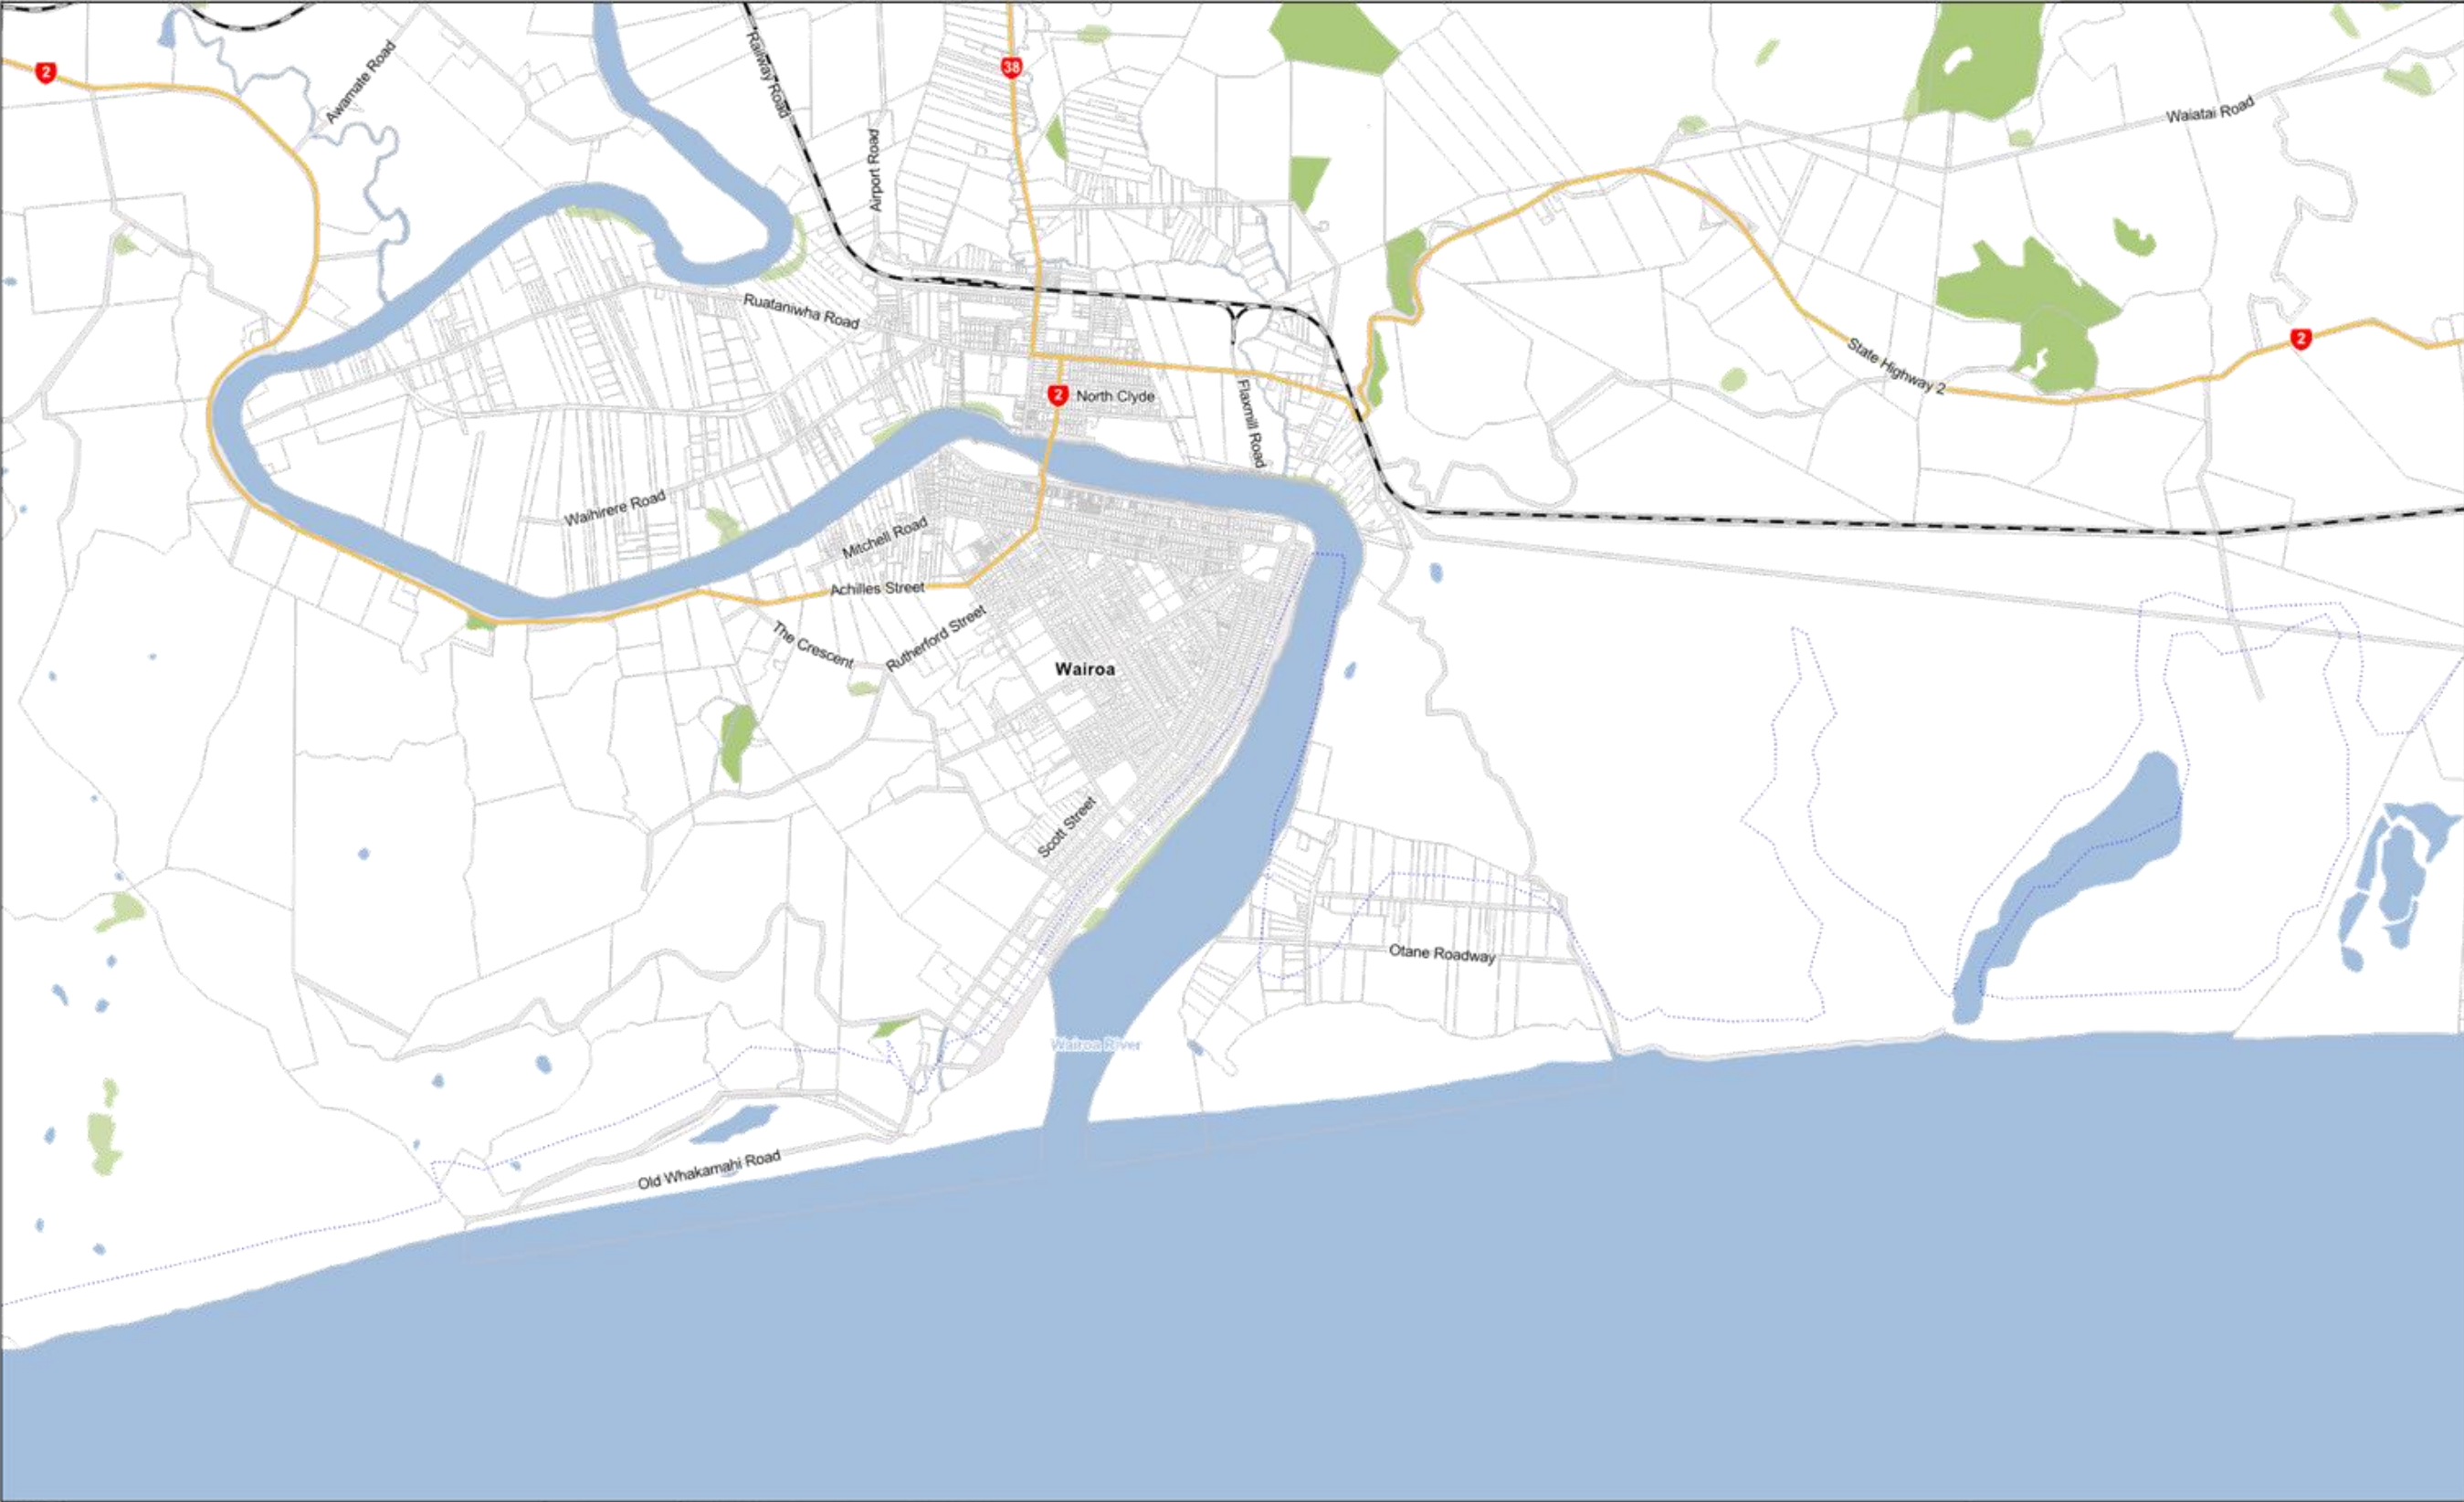 Awamate Road
2
Railway Road
38
Airport Road
Waiatai Road
Ruataniwha Road
State Highway 2
2
2
North Clyde
Flaxmill Road
Waihirere Road
Mitchell Road
Achilles Street
The Crescent
Rutherford Street
Wairoa
Scott Street
Otane Roadway
Wairoa River
Old Whakamahi Road